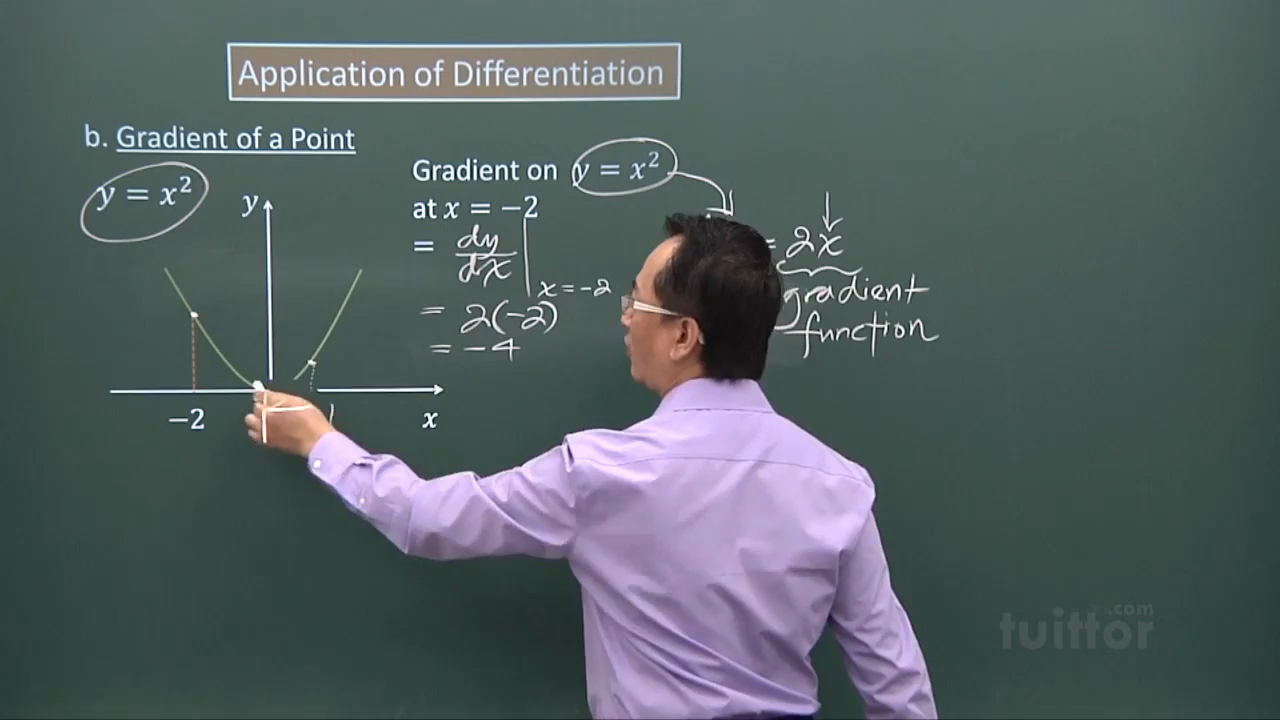 Application of Differentiation
b. Gradient of a Point
y = x²
y
-2
1
x
Gradient on y = x²
at x = -2
= dy/dx | x = -2
= 2(-2)
= -4
= 2x
gradient
function
tuittor.com